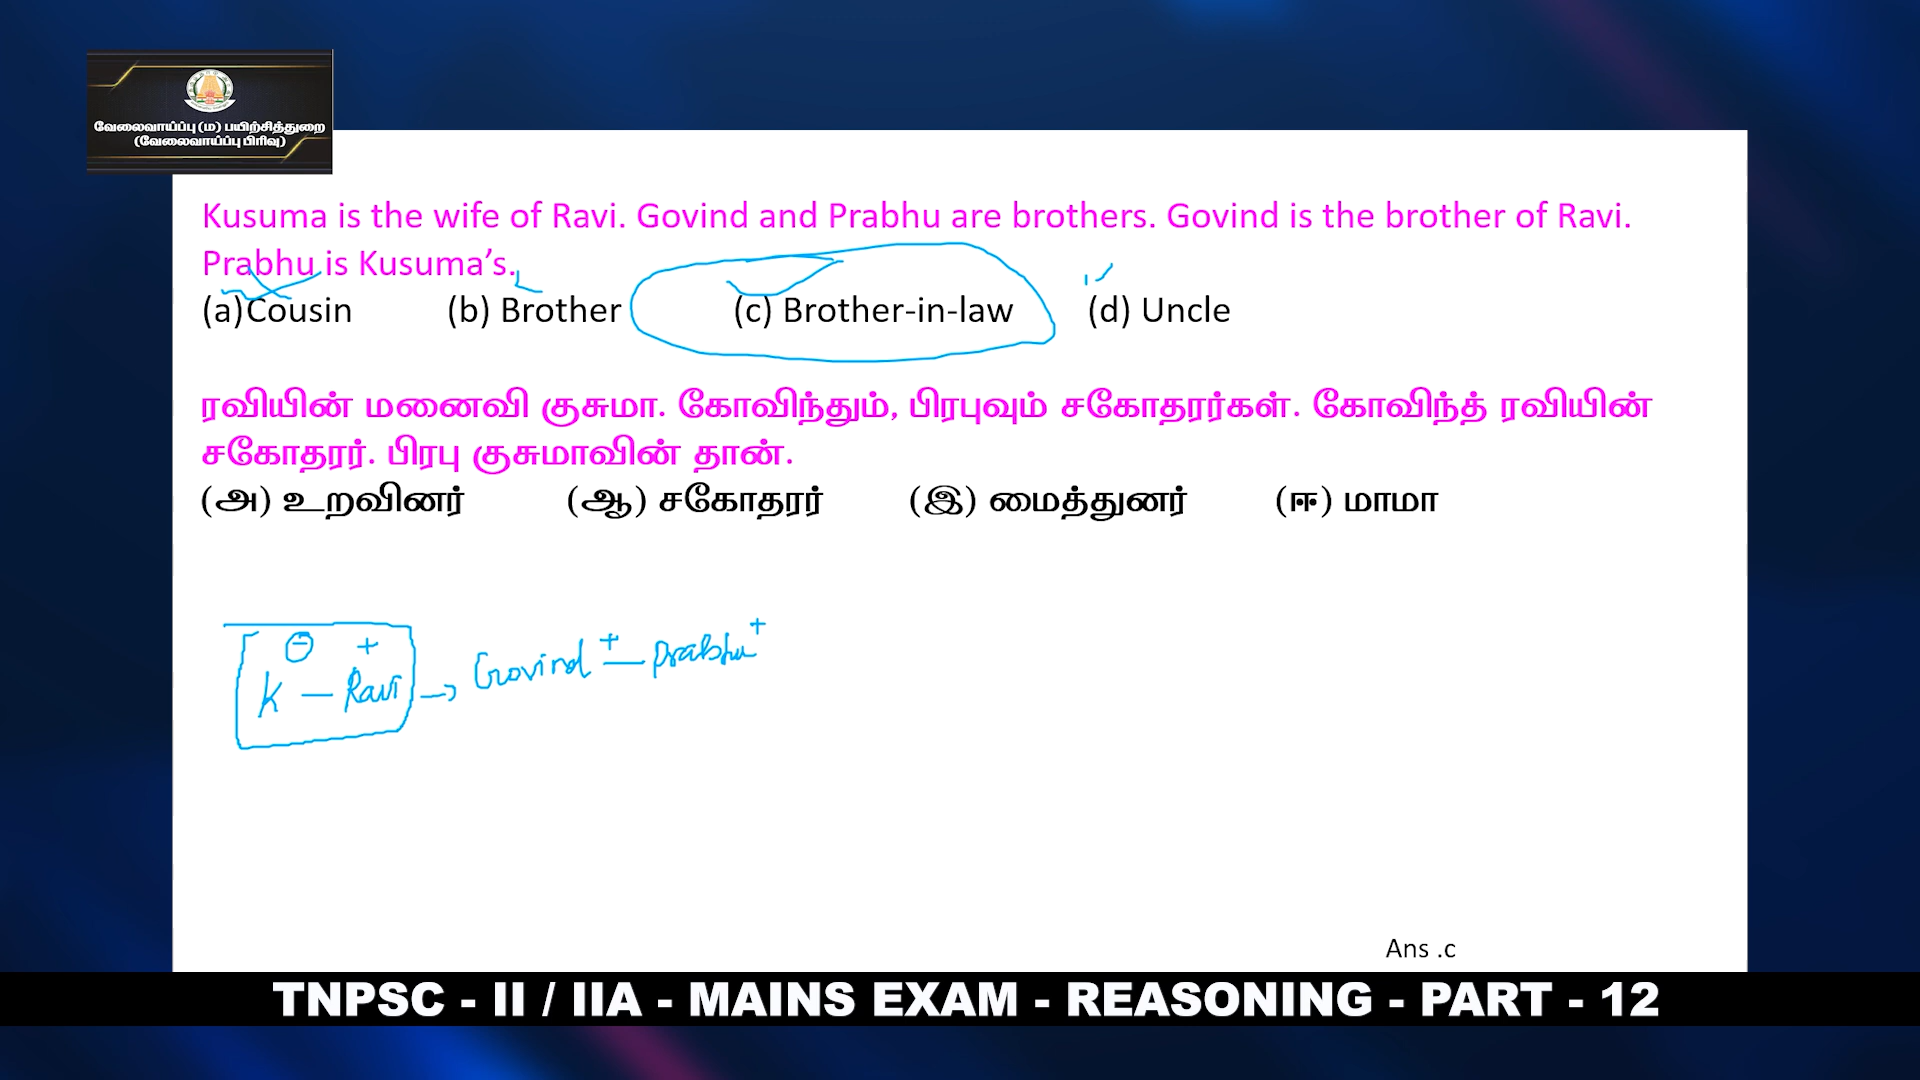 வேலைவாய்ப்பு (ம) பயிற்சித்துறை
(வேலைவாய்ப்பு பிரிவு)
Kusuma is the wife of Ravi. Govind and Prabhu are brothers. Govind is the brother of Ravi.
Prabhu is Kusuma’s.
(a)Cousin (b) Brother (c) Brother-in-law (d) Uncle
ரவியின் மனைவி குசுமா. கோவிந்தும், பிரபுவும் சகோதரர்கள். கோவிந்த் ரவியின்
சகோதரர். பிரபு குசுமாவின் தான்.
(அ) உறவினர் (ஆ) சகோதரர் (இ) மைத்துனர் (ஈ) மாமா
K — Ravi → Govind + — Prabhu +
Ans .c
TNPSC - II / IIA - MAINS EXAM - REASONING - PART - 12